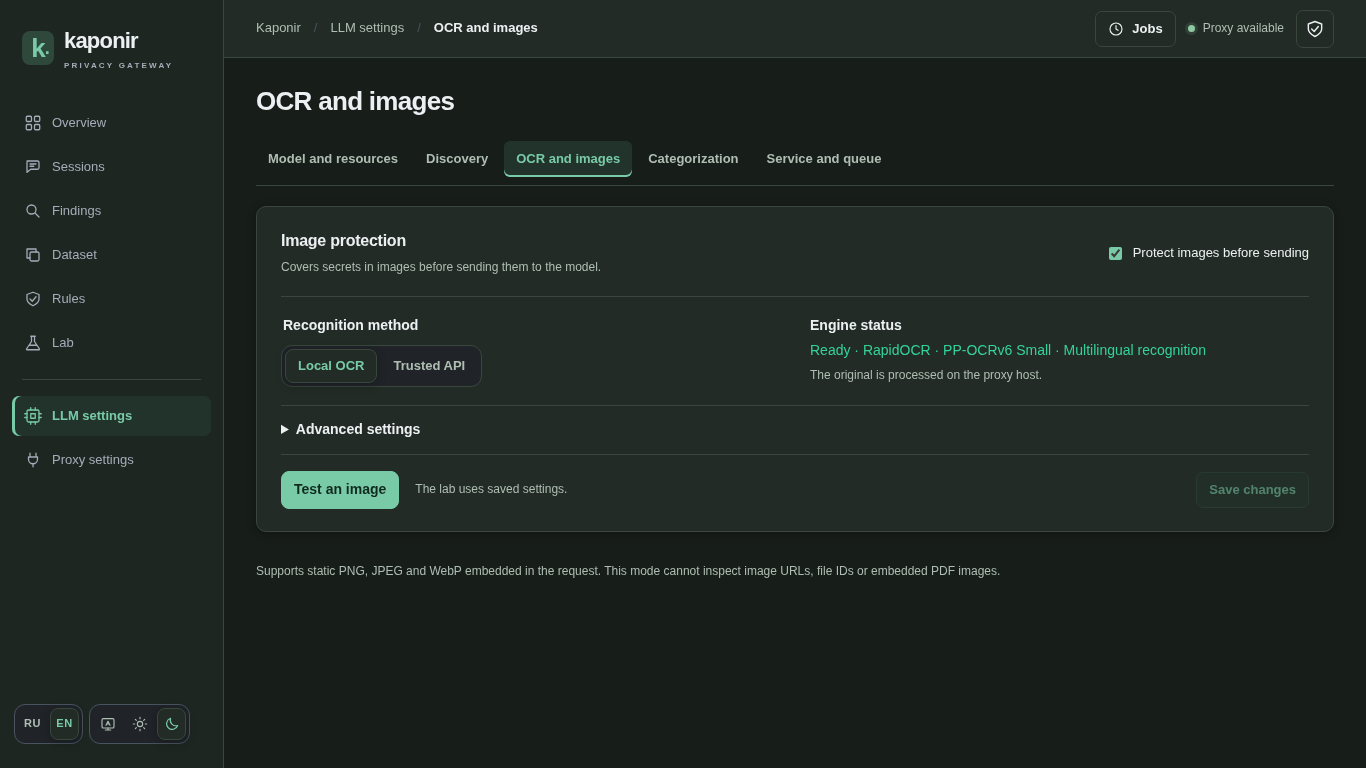 k.
kaponir
PRIVACY GATEWAY
Overview
Sessions
Findings
Dataset
Rules
Lab
LLM settings
Proxy settings
RU
EN
Kaponir / LLM settings / OCR and images
Jobs
Proxy available
OCR and images
Model and resources
Discovery
OCR and images
Categorization
Service and queue
Image protection
Covers secrets in images before sending them to the model.
Protect images before sending
Recognition method
Local OCR
Trusted API
Engine status
Ready · RapidOCR · PP-OCRv6 Small · Multilingual recognition
The original is processed on the proxy host.
Advanced settings
Test an image
The lab uses saved settings.
Save changes
Supports static PNG, JPEG and WebP embedded in the request. This mode cannot inspect image URLs, file IDs or embedded PDF images.